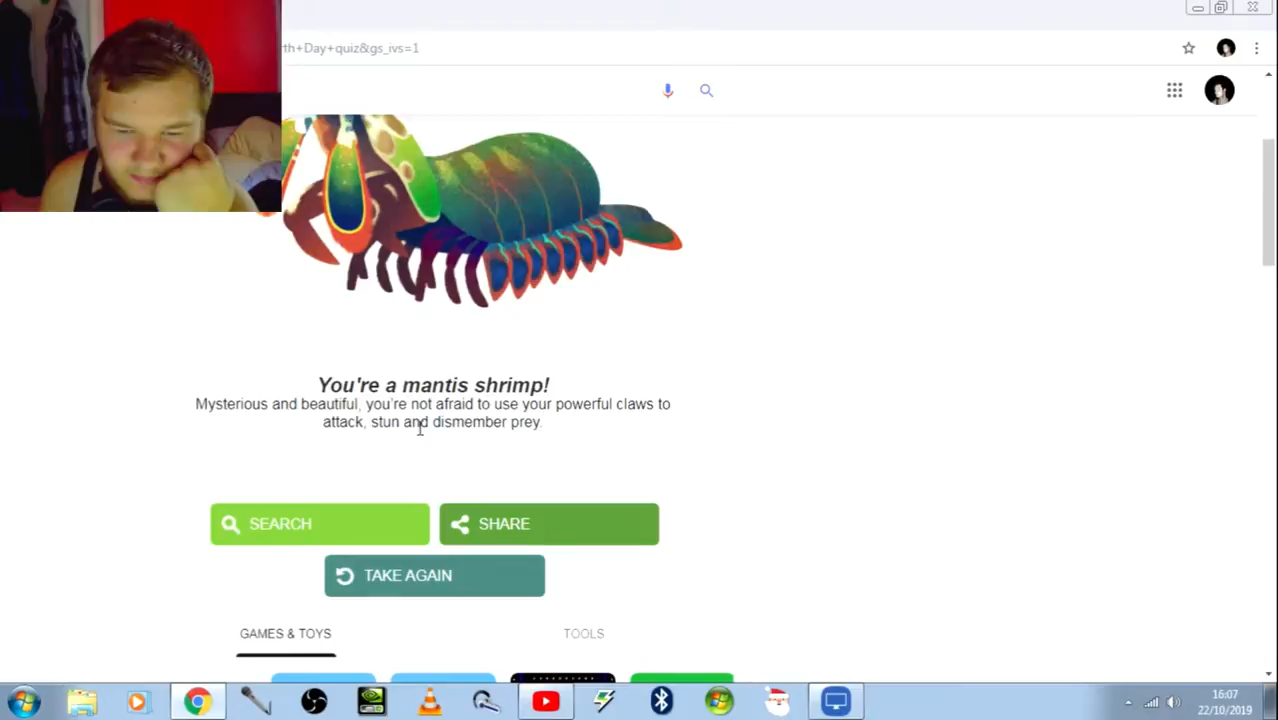 th+Day+quiz&gs_ivs=1
You're a mantis shrimp!
Mysterious and beautiful, you're not afraid to use your powerful claws to
attack, stun and dismember prey.
SEARCH
SHARE
TAKE AGAIN
GAMES & TOYS
TOOLS
16:07
22/10/2019